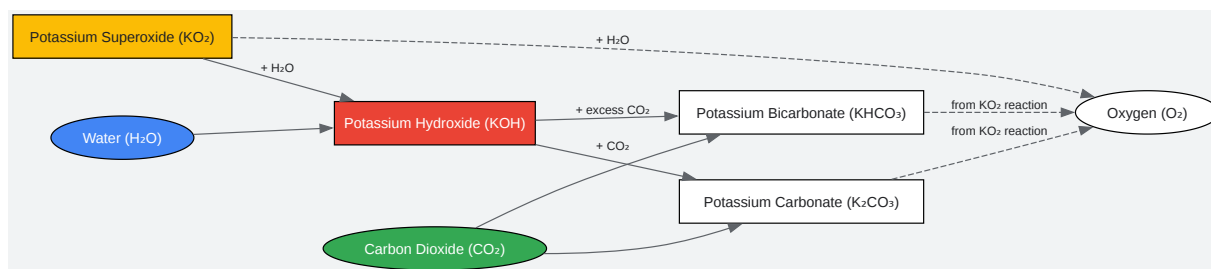 Potassium Superoxide (KO₂)
+ H₂O
+ H₂O
Water (H₂O)
Potassium Hydroxide (KOH)
+ excess CO₂
+ CO₂
Potassium Bicarbonate (KHCO₃)
from KO₂ reaction
from KO₂ reaction
Oxygen (O₂)
Potassium Carbonate (K₂CO₃)
Carbon Dioxide (CO₂)